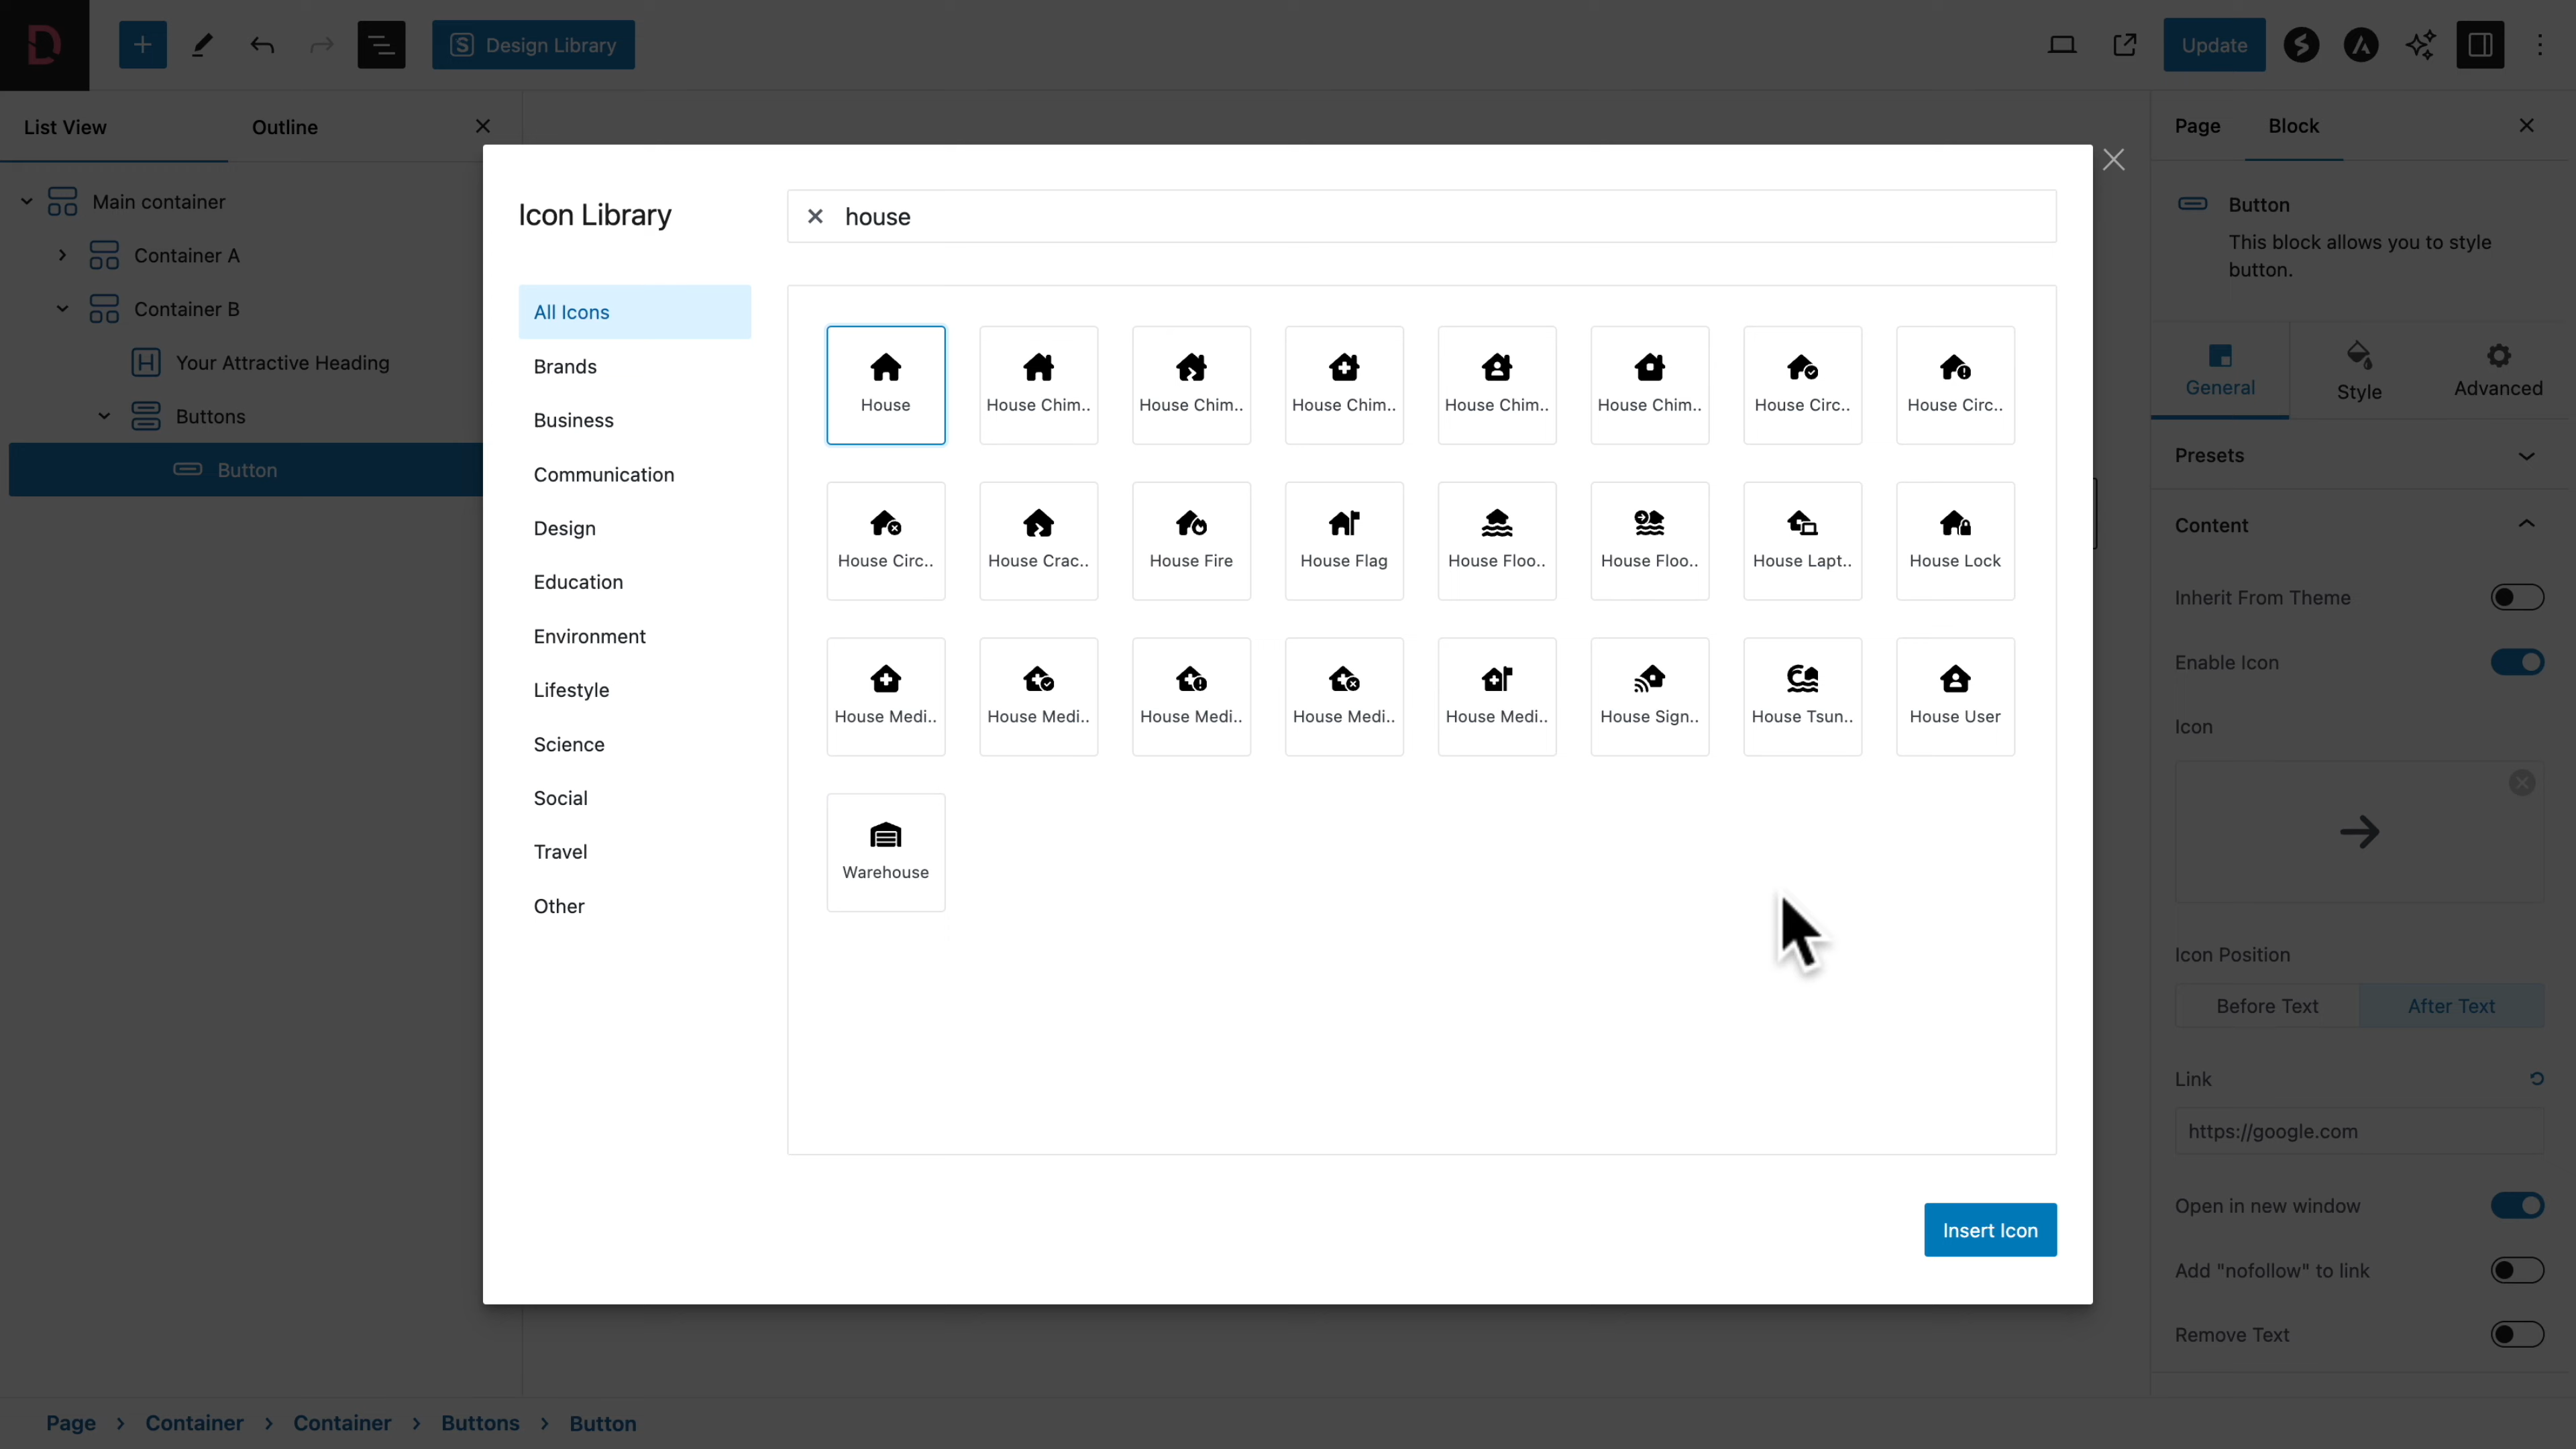 Design Library
Update
List View
Outline
Main container
Container A
Container B
Your Attractive Heading
Buttons
Button
Icon Library
house
All Icons
Brands
Business
Communication
Design
Education
Environment
Lifestyle
Science
Social
Travel
Other
House
House Chim..
House Chim..
House Chim..
House Chim..
House Chim..
House Circ..
House Circ..
House Circ..
House Crac..
House Fire
House Flag
House Floo..
House Floo..
House Lapt..
House Lock
House Medi..
House Medi..
House Medi..
House Medi..
House Medi..
House Sign..
House Tsun..
House User
Warehouse
Insert Icon
Page
Block
Button
This block allows you to style
button.
General
Style
Advanced
Presets
Content
Inherit From Theme
Enable Icon
Icon
Icon Position
Before Text
After Text
Link
https://google.com
Open in new window
Add "nofollow" to link
Remove Text
Page > Container > Container > Buttons > Button